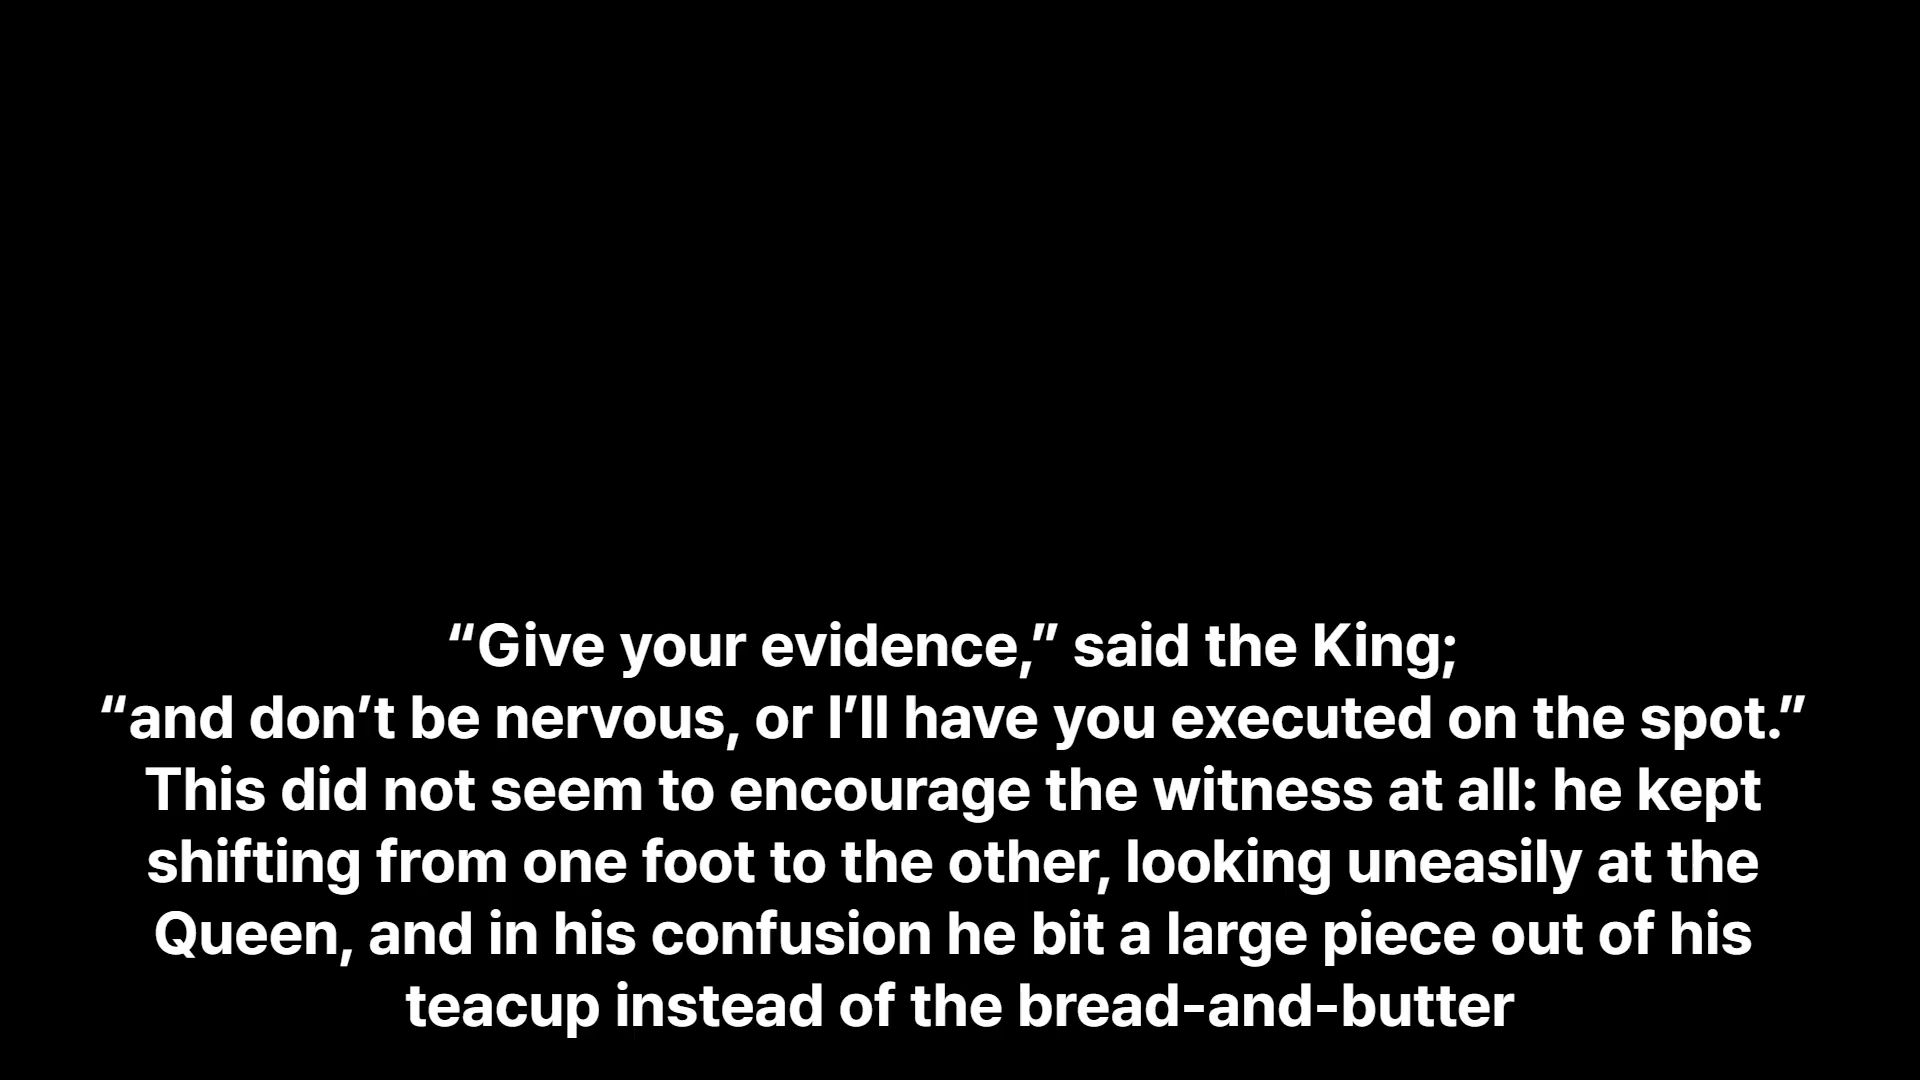 “Give your evidence,” said the King;
“and don’t be nervous, or I’ll have you executed on the spot.”
This did not seem to encourage the witness at all: he kept
shifting from one foot to the other, looking uneasily at the
Queen, and in his confusion he bit a large piece out of his
teacup instead of the bread-and-butter